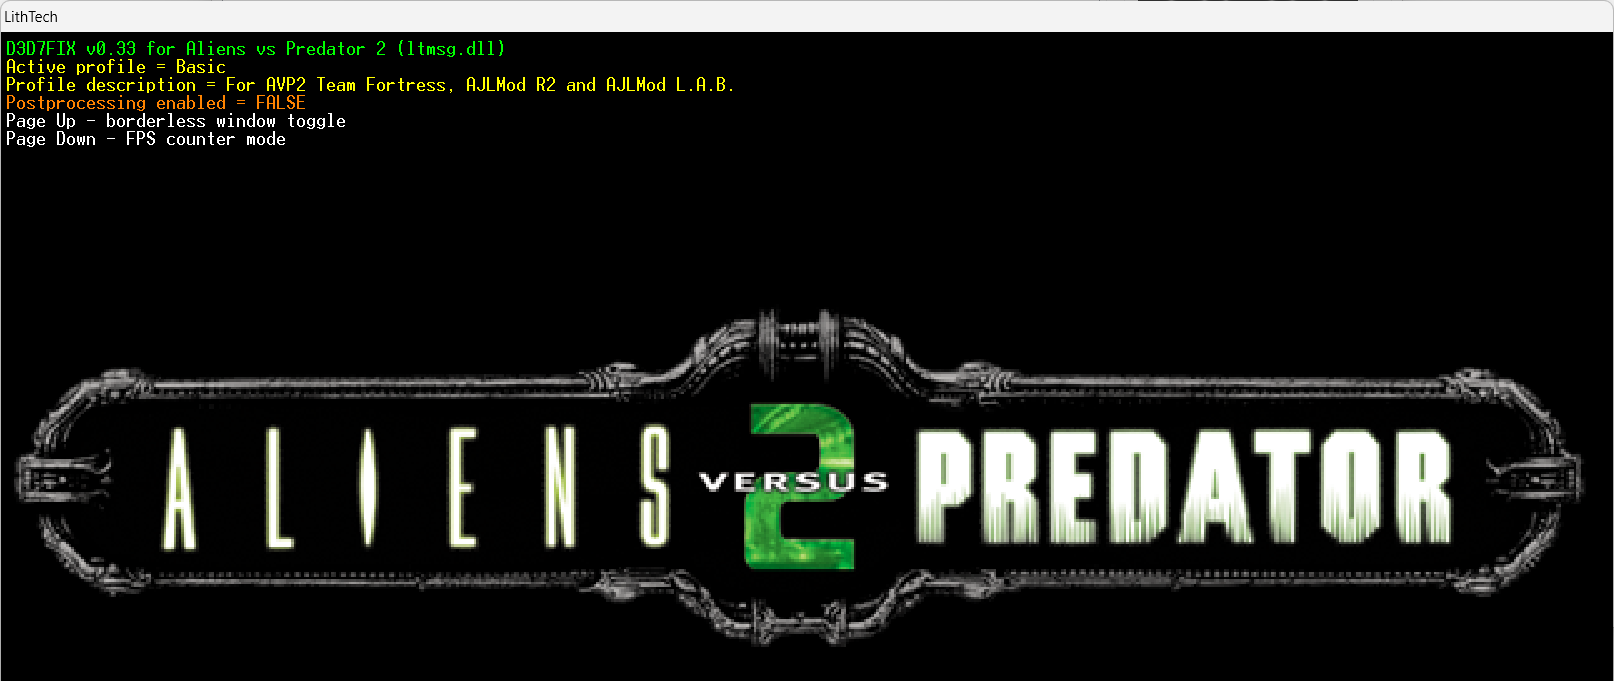 LithTech
D3D7FIX v0.33 for Aliens vs Predator 2 (ltmsg.dll)
Active profile = Basic
Profile description = For AVP2 Team Fortress, AJLMod R2 and AJLMod L.A.B.
Postprocessing enabled = FALSE
Page Up - borderless window toggle
Page Down - FPS counter mode
ALIENS VERSUS 2 PREDATOR